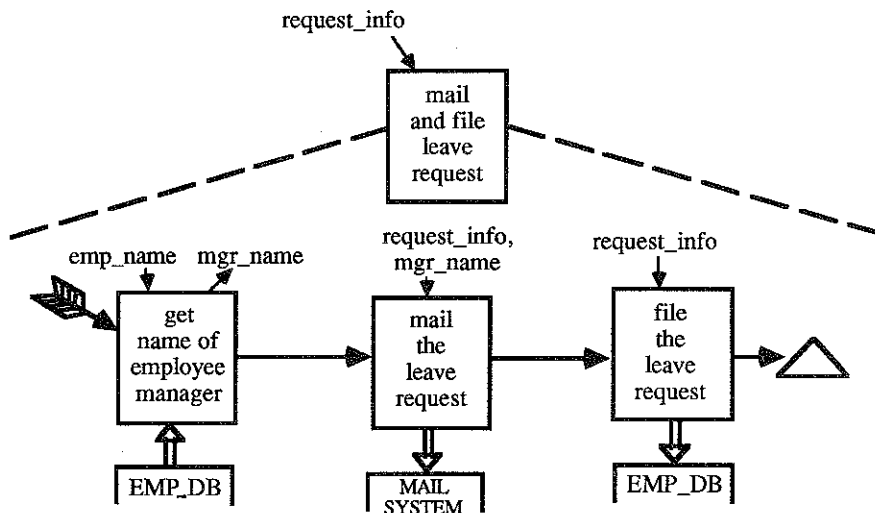 request_info
mail
and file
leave
request
emp_name
mgr_name
request_info,
mgr_name
request_info
get
name of
employee
manager
mail
the
leave
request
file
the
leave
request
EMP_DB
MAIL
SYSTEM
EMP_DB